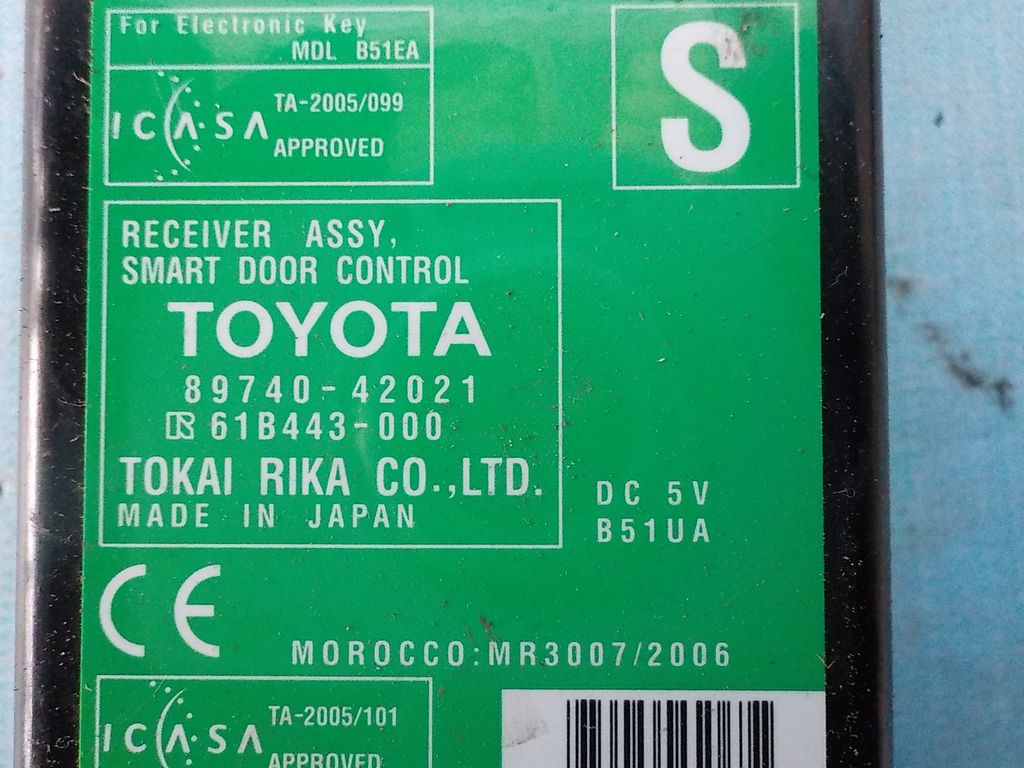 For Electronic Key
MDL B51EA
ICASA TA-2005/099
APPROVED
S
RECEIVER ASSY,
SMART DOOR CONTROL
TOYOTA
89740-42021
61B443-000
TOKAI RIKA CO.,LTD.
MADE IN JAPAN
DC 5V
B51UA
CE
MOROCCO:MR3007/2006
ICASA TA-2005/101
APPROVED